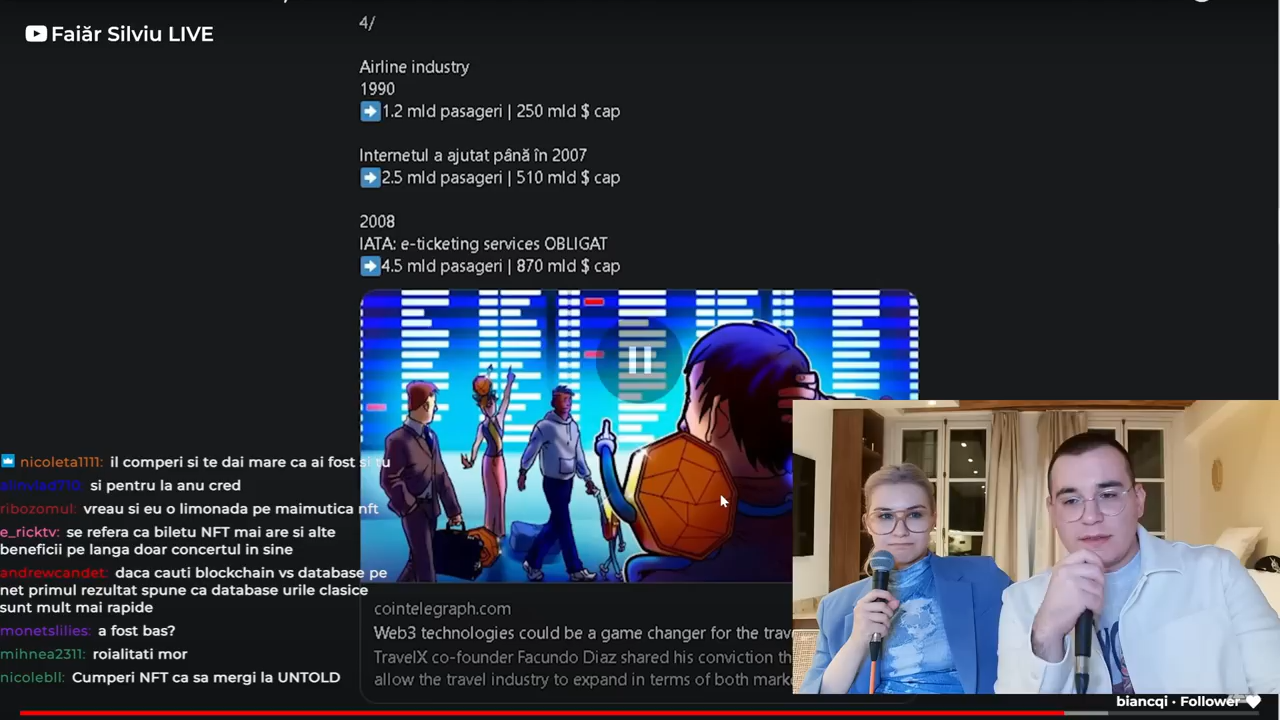 Faiăr Silviu LIVE
4/
Airline industry
1990
➡1.2 mld pasageri | 250 mld $ cap
Internetul a ajutat până în 2007
➡2.5 mld pasageri | 510 mld $ cap
2008
IATA: e-ticketing services OBLIGAT
➡4.5 mld pasageri | 870 mld $ cap
nicoleta1111: il comperi si te dai mare ca ai fost si tu
alinvlad710: si pentru la anu cred
ribozomul: vreau si eu o limonada pe maimutica nft
e_ricktv: se refera ca biletu NFT mai are si alte
beneficii pe langa doar concertul in sine
andrewcandet: daca cauti blockchain vs database pe
net primul rezultat spune ca database urile clasice
sunt mult mai rapide
monetslilies: a fost bas?
mihnea2311: roialitati mor
nicolebll: Cumperi NFT ca sa mergi la UNTOLD
cointelegraph.com
Web3 technologies could be a game changer for the
TravelX co-founder Facundo Diaz shared his conviction
allow the travel industry to expand in terms of both
biancqi · Follower